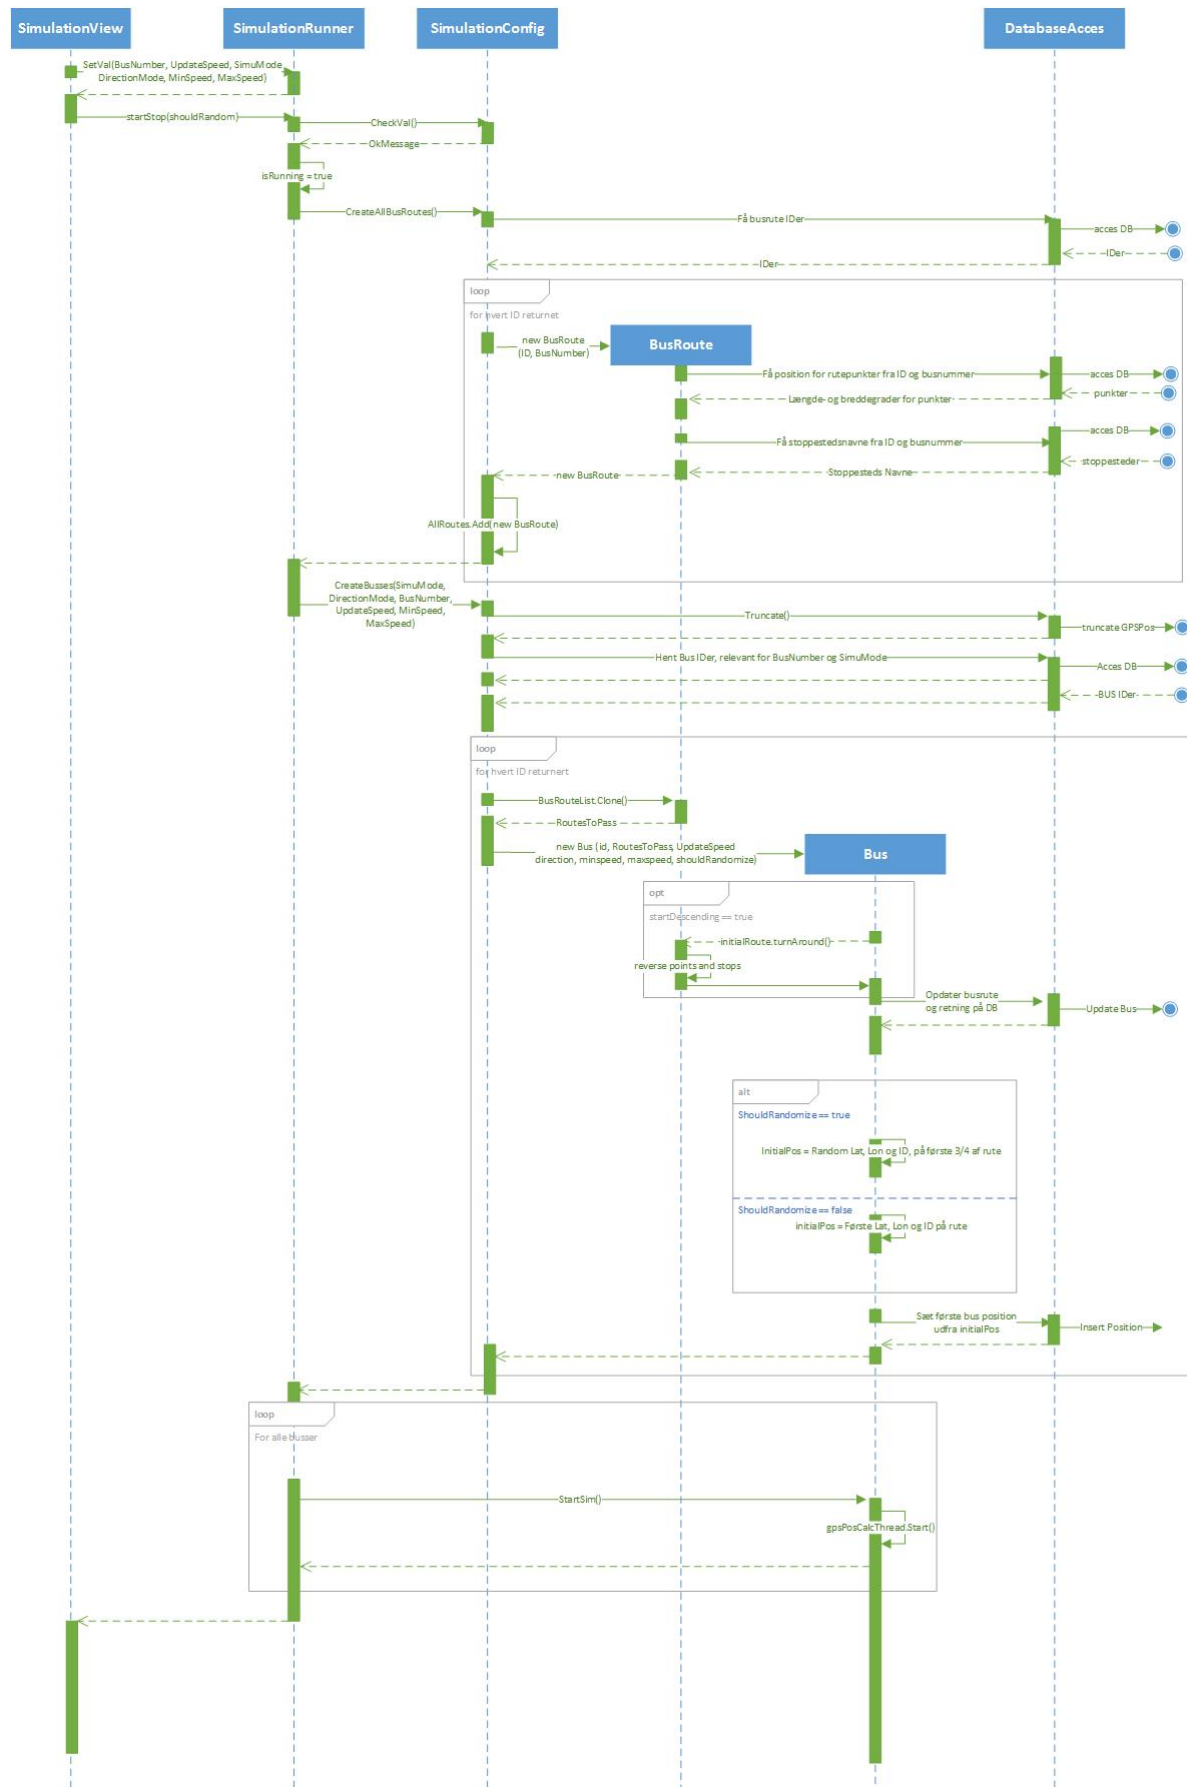 SimulationView
SimulationRunner
SimulationConfig
DatabaseAcces
SetVal(BusNumber, UpdateSpeed, SimuMode
DirectionMode, MinSpeed, MaxSpeed)
startStop(shouldRandom)
CheckVal()
OkMessage
isRunning = true
CreateAllBusRoutes()
Få busrute IDer
acces DB
IDer
IDer
loop
for hvert ID returnet
new BusRoute
(ID, BusNumber)
BusRoute
Få position for rutepunkter fra ID og busnummer
acces DB
punkter
Længde- og breddegrader for punkter
acces DB
Få stoppestedsnavne fra ID og busnummer
stoppesteder
Stoppesteds Navne
new BusRoute
AllRoutes.Add(new BusRoute)
CreateBusses(SimuMode,
DirectionMode, BusNumber,
UpdateSpeed, MinSpeed,
MaxSpeed)
Truncate()
truncate GPSPos
Hent Bus IDer, relevant for BusNumber og SimuMode
Acces DB
BUS IDer
loop
for hvert ID returnert
BusRouteList.Clone()
RoutesToPass
new Bus (id, RoutesToPass, UpdateSpeed
direction, minspeed, maxspeed, shouldRandomize)
Bus
opt
startDescending == true
initialRoute.turnAround()
reverse points and stops
Opdater busrute
og retning på DB
Update Bus
alt
ShouldRandomize == true
InitialPos = Random Lat, Lon og ID, på første 3/4 af rute
ShouldRandomize == false
initialPos = Første Lat, Lon og ID på rute
Sæt første bus position
udfra initialPos
Insert Position
loop
For alle busser
StartSim()
gpsPosCalcThread.Start()